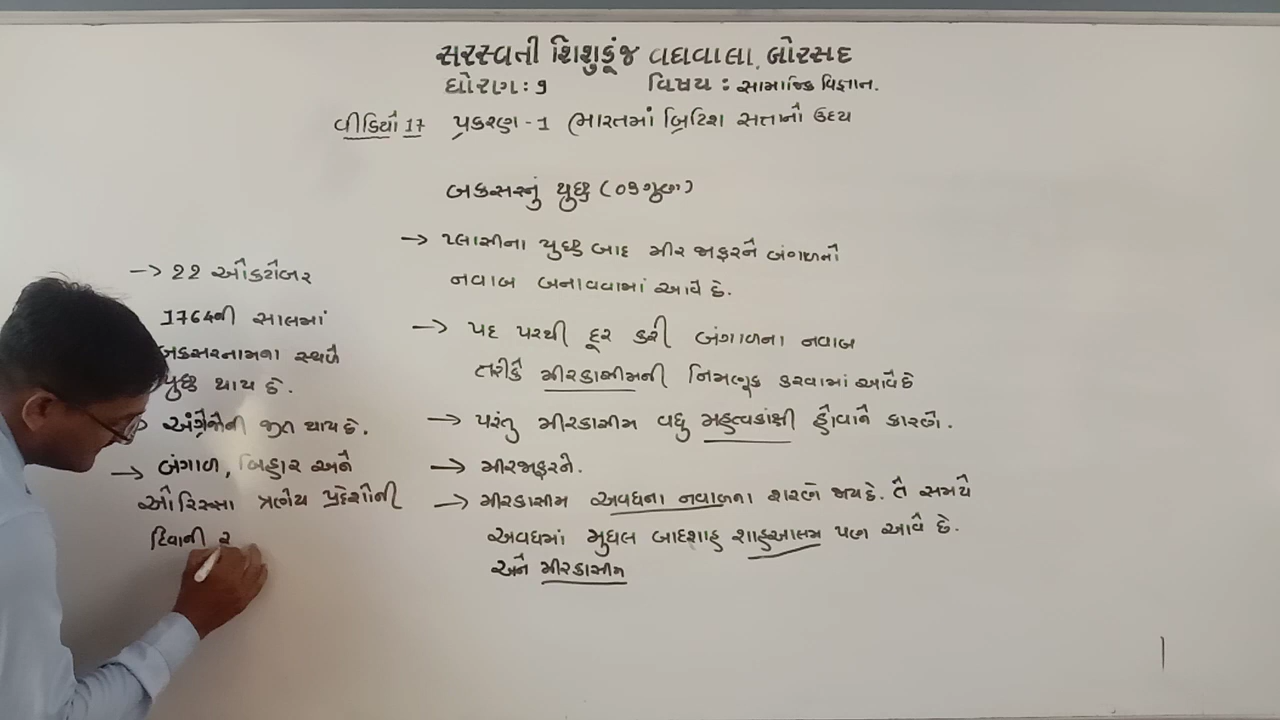 સરસ્વતી શિશુકુંજ વઘવાલા, બોરસદ
ધોરણ : ૭ વિષય : સામાજિક વિજ્ઞાન.
વીડિયો 17 પ્રકરણ - 1 ભારતમાં બ્રિટિશ સત્તાનો ઉદય
બકસરનું યુદ્ધ (૦૩ ગુણ)
→ પ્લાસીના યુદ્ધ બાદ મીર જાફરને બંગાળનો
નવાબ બનાવવામાં આવે છે.
→ પદ પરથી દૂર કરી બંગાળના નવાબ
તરીકે મીરકાસીમની નિમણૂક કરવામાં આવે છે
→ પરંતુ મીરકાસીમ વધુ મહત્વકાંક્ષી હોવાને કારણે.
→ મીરજાફરને.
→ મીરકાસીમ અવધના નવાબના શરણે જાય છે. તે સમયે
અવધમાં મુઘલ બાદશાહ શાહઆલમ પણ આવે છે.
અને મીરકાસીમ
→ 22 ઓકટોબર
1764ની સાલમાં
બકસરનામના સ્થળે
યુદ્ધ થાય છે.
અંગ્રેજોની જીત થાય છે.
→ બંગાળ, બિહાર અને
ઓરિસ્સા ત્રણેય પ્રદેશોની
દિવાની